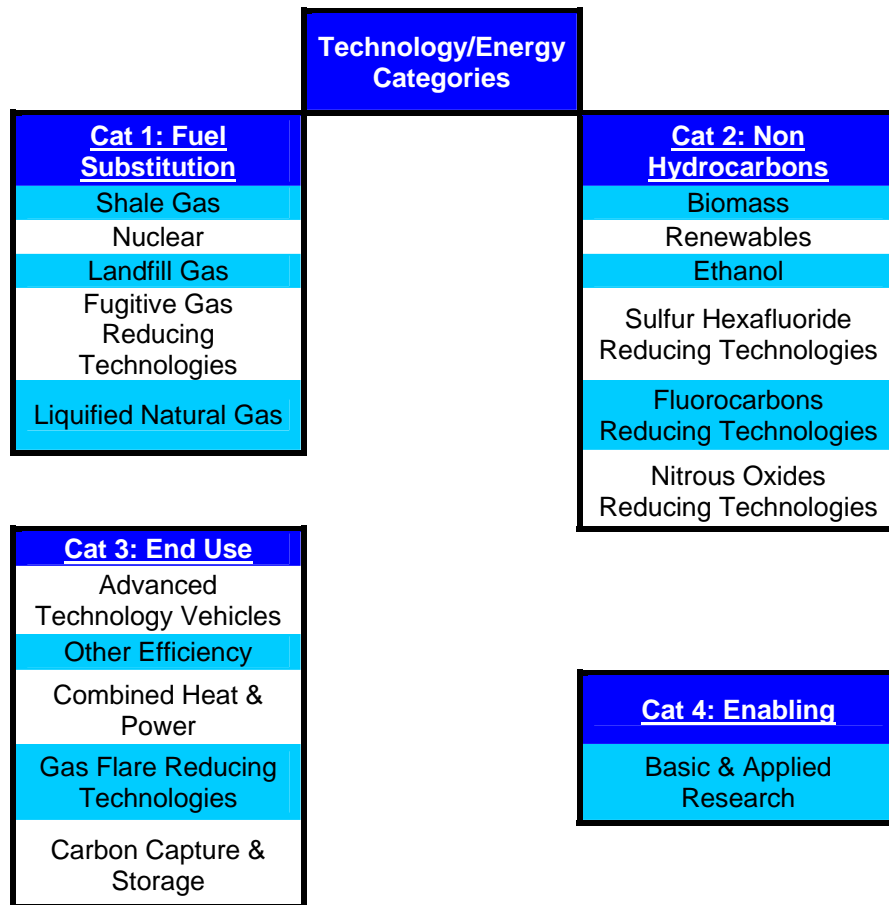 Technology/Energy
Categories
Cat 1: Fuel
Substitution
Shale Gas
Nuclear
Landfill Gas
Fugitive Gas
Reducing
Technologies
Liquified Natural Gas
Cat 2: Non
Hydrocarbons
Biomass
Renewables
Ethanol
Sulfur Hexafluoride
Reducing Technologies
Fluorocarbons
Reducing Technologies
Nitrous Oxides
Reducing Technologies
Cat 3: End Use
Advanced
Technology Vehicles
Other Efficiency
Combined Heat &
Power
Gas Flare Reducing
Technologies
Carbon Capture &
Storage
Cat 4: Enabling
Basic & Applied
Research